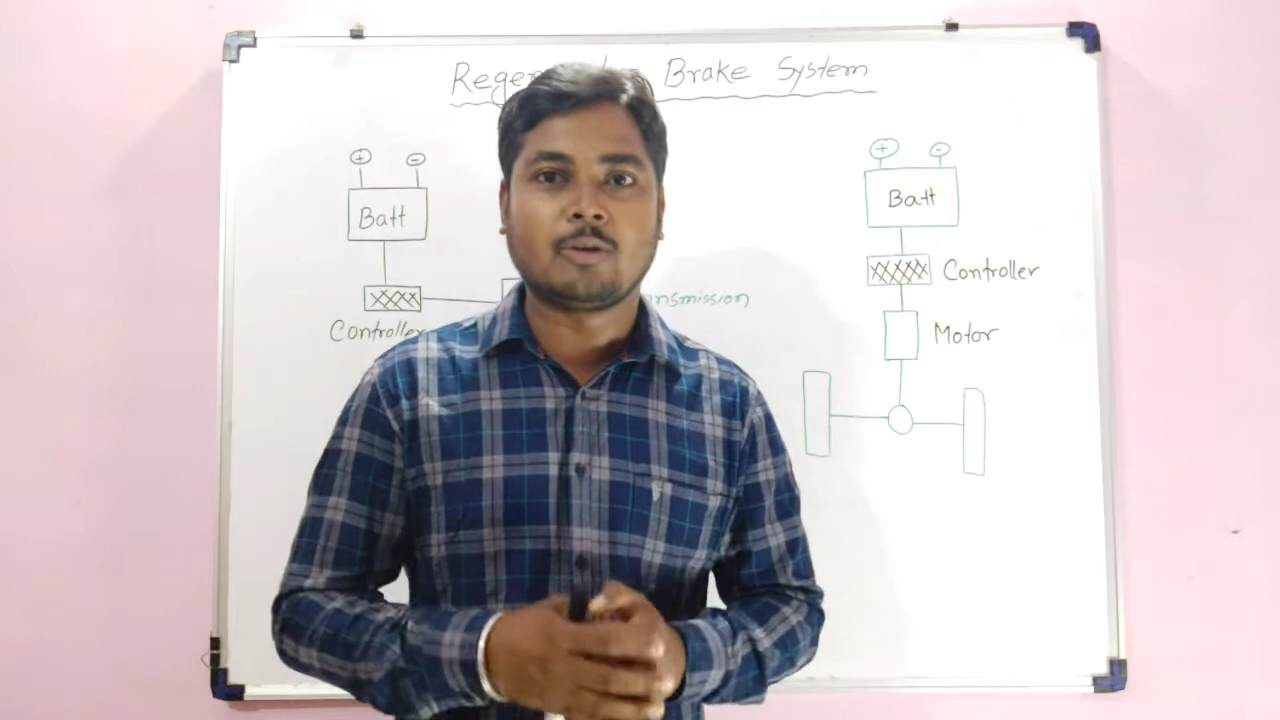 Brake System
+ -
Batt
Controller
+ -
Batt
Controller
Motor